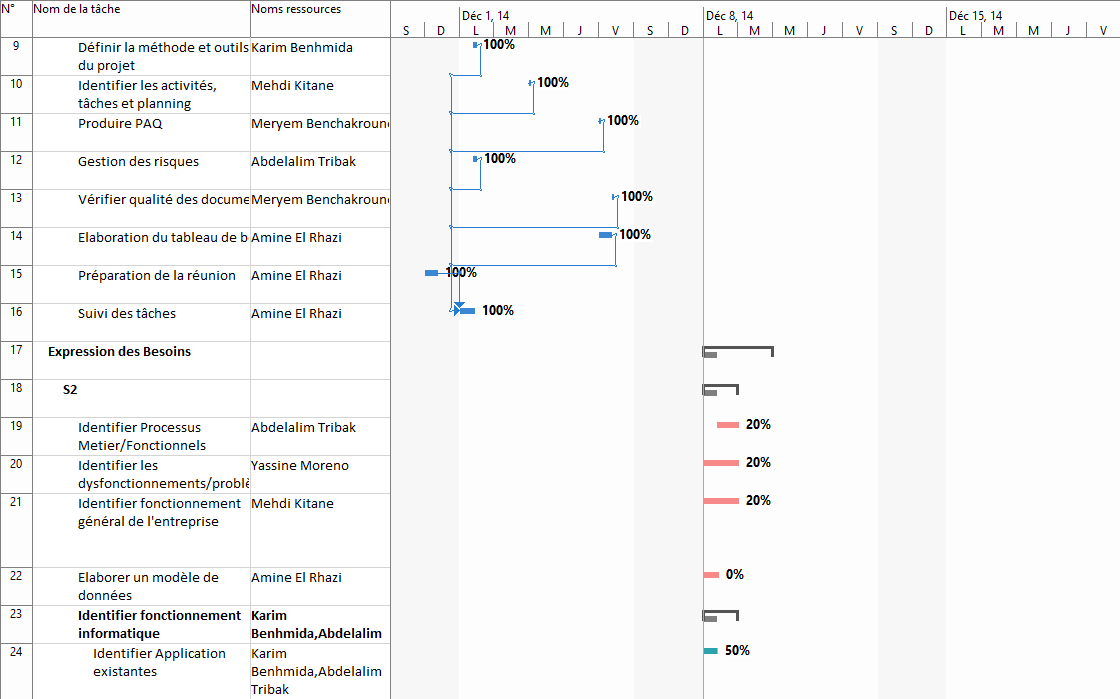 N° Nom de la tâche Noms ressources
Déc 1, 14 Déc 8, 14 Déc 15, 14
S D L M M J V S D L M M J V S D L M M J V
9 Définir la méthode et outils Karim Benhmida 100%
du projet
10 Identifier les activités, Mehdi Kitane 100%
tâches et planning
11 Produire PAQ Meryem Benchakroun 100%
12 Gestion des risques Abdelalim Tribak 100%
13 Vérifier qualité des docume Meryem Benchakroun 100%
14 Elaboration du tableau de b Amine El Rhazi 100%
15 Préparation de la réunion Amine El Rhazi 100%
16 Suivi des tâches Amine El Rhazi 100%
17 Expression des Besoins
18 S2
19 Identifier Processus Abdelalim Tribak 20%
Metier/Fonctionnels
20 Identifier les Yassine Moreno 20%
dysfonctionnements/problè
21 Identifier fonctionnement Mehdi Kitane 20%
général de l'entreprise
22 Elaborer un modèle de Amine El Rhazi 0%
données
23 Identifier fonctionnement Karim
informatique Benhmida,Abdelalim
24 Identifier Application Karim 50%
existantes Benhmida,Abdelalim
Tribak